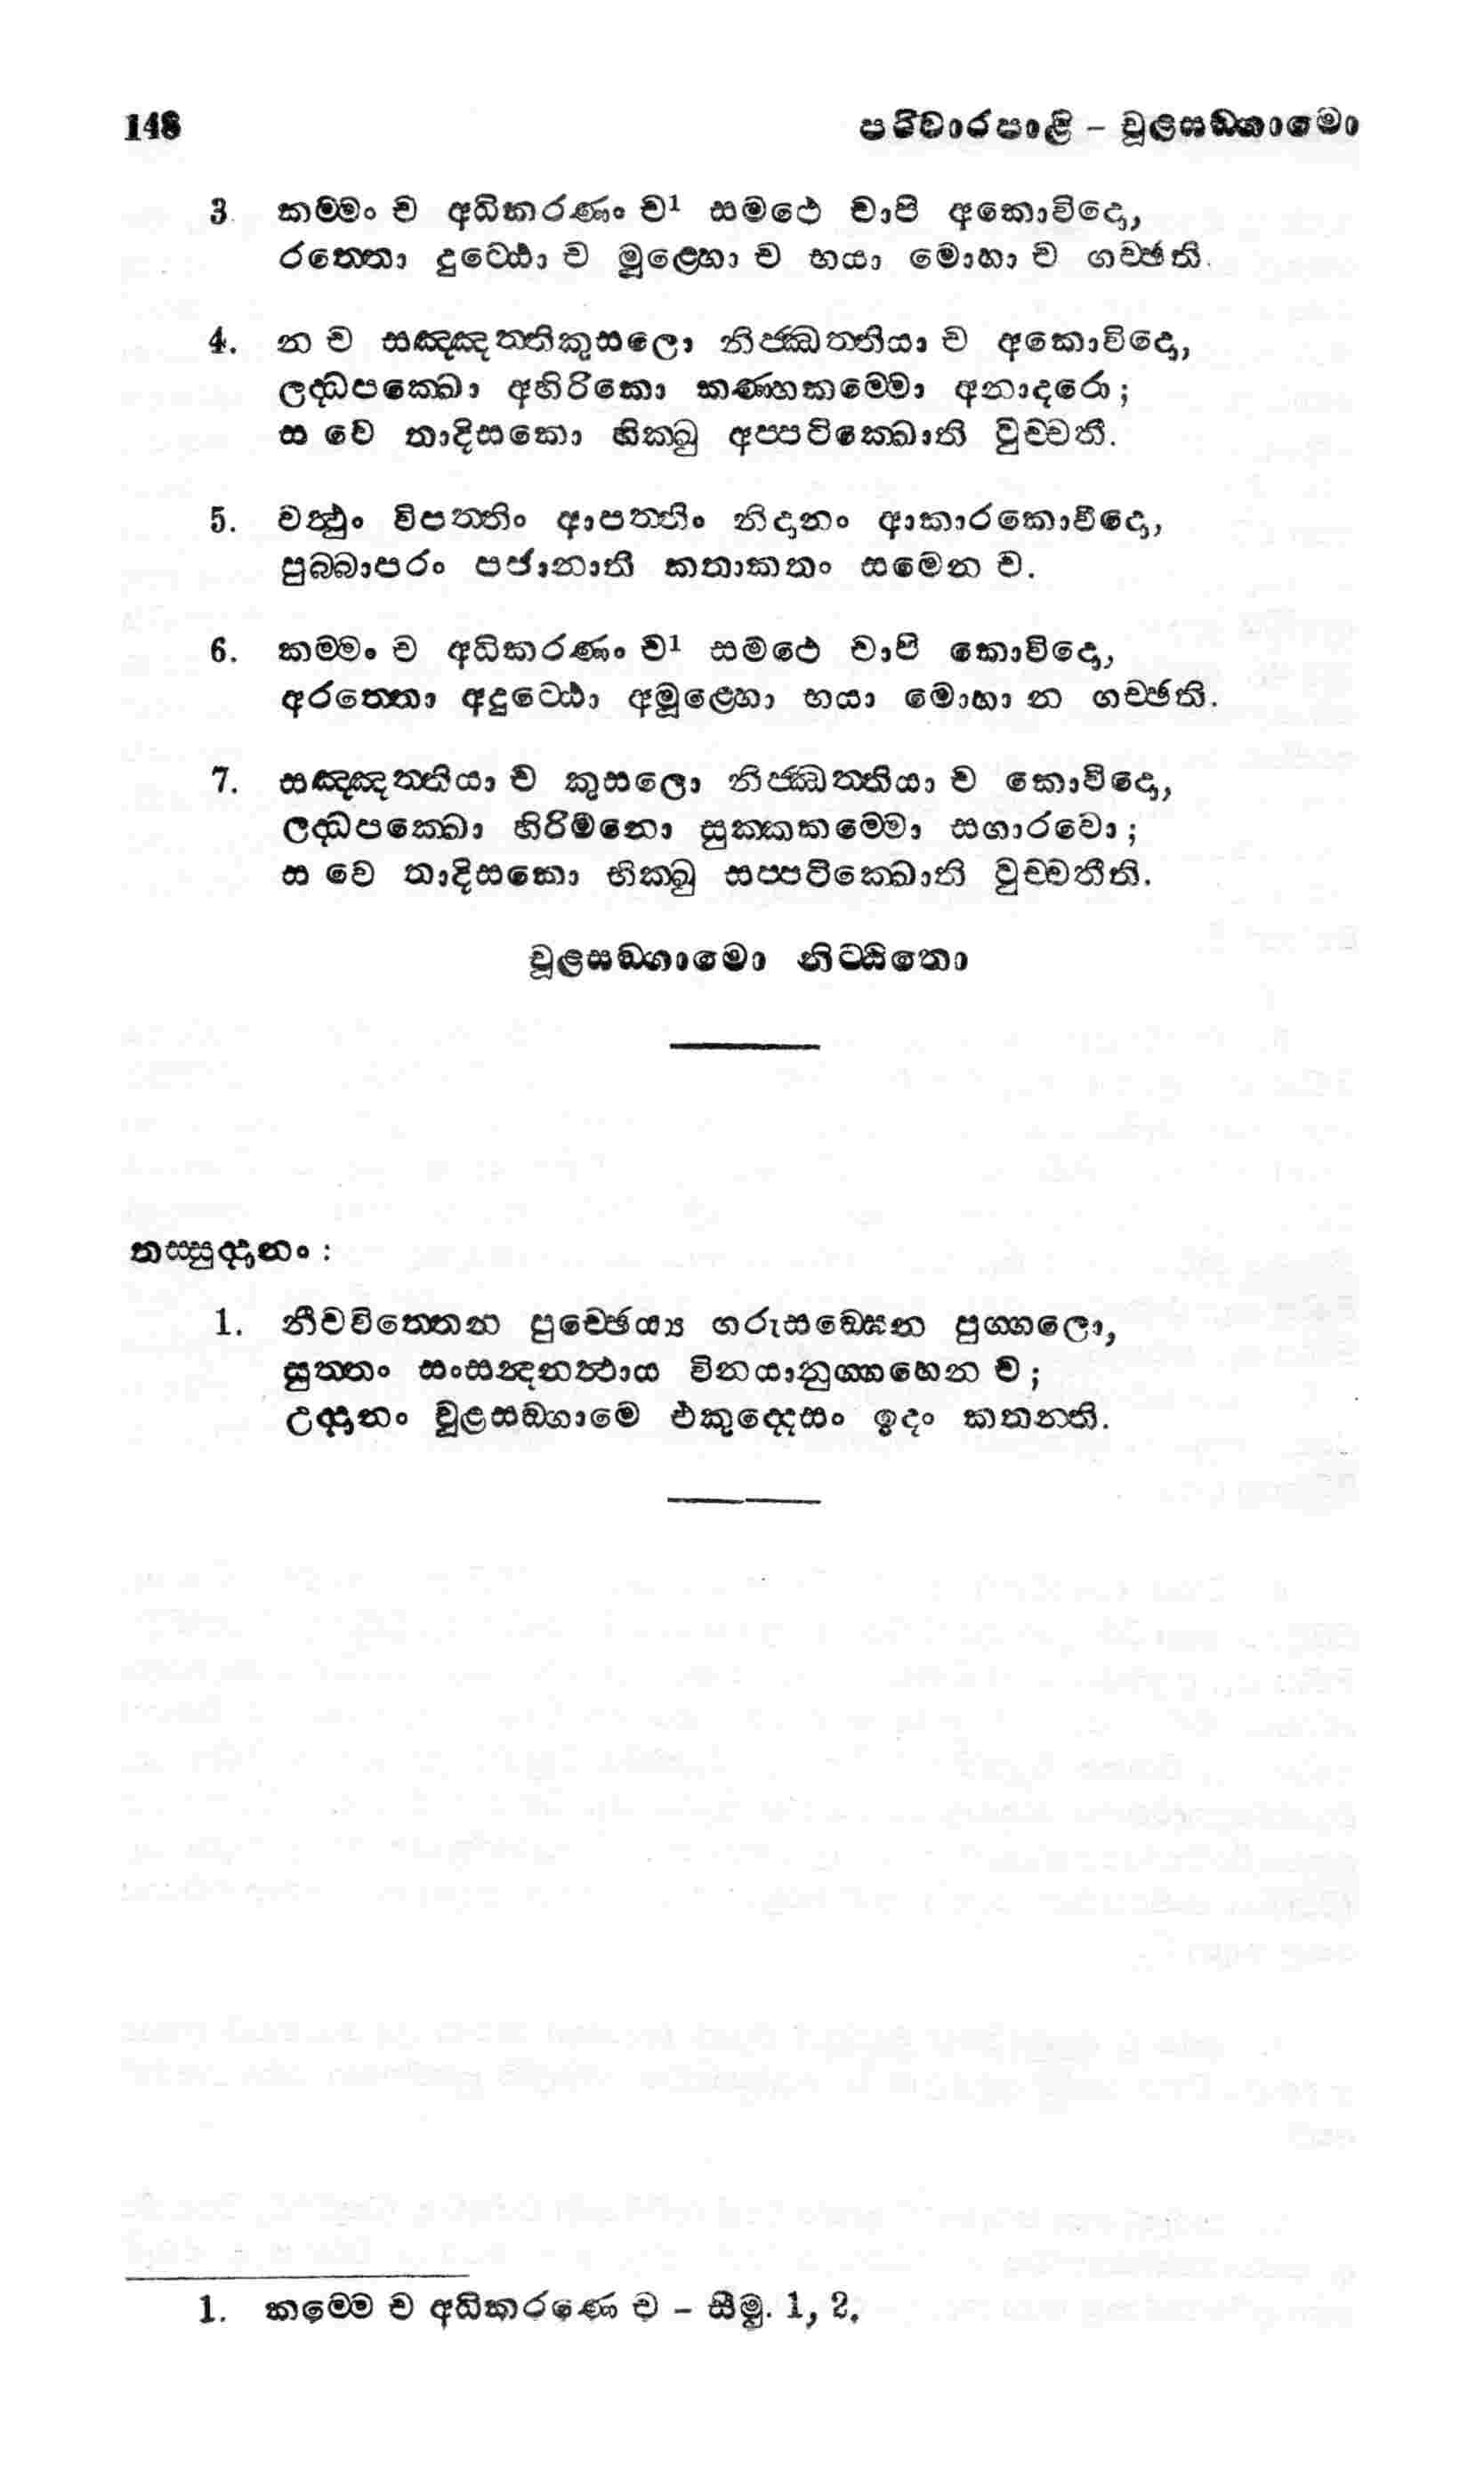 148 පරිවාරපාළි – චූළසඞ්ගාමො
3. කම්මං ච අධිකරණං ච¹ සමථෙ චාපි අකොවිදො,
රත්තො දුට්ඨො ච මූළ්හො ච භයා මොහා ච ගච්ඡති.
4. න ච සඤ්ඤත්තිකුසලො නිජ්ඣත්තියා ච අකොවිදො,
ලද්ධපක්ඛො අහිරිකො කණ්හකම්මො අනාදරො;
ස වෙ තාදිසකො භික්ඛු අප්පටික්ඛොති වුච්චති.
5. වත්ථුං විපත්තිං ආපත්තිං නිදානං ආකාරකොවිදො,
පුබ්බාපරං පජානාති කතාකතං සමෙන ච.
6. කම්මං ච අධිකරණං ච¹ සමථෙ චාපි කොවිදො,
අරත්තො අදුට්ඨො අමූළ්හො භයා මොහා න ගච්ඡති.
7. සඤ්ඤත්තියා ච කුසලො නිජ්ඣත්තියා ච කොවිදො,
ලද්ධපක්ඛො හිරිමනො සුක්කකම්මො සගාරවො;
ස වෙ තාදිසකො භික්ඛු සප්පටික්ඛොති වුච්චතීති.
චූළසඞ්ගාමො නිට්ඨිතො
තස්සුද්දානං :
1. නීචචිත්තෙන පුච්ඡෙය්‍ය ගරුසඞ්ඝෙන පුග්ගලො,
සුත්තං සංසන්දනත්ථාය විනයානුග්ගහෙන ච;
උද්දානං චූළසඞ්ගාමෙ එකුද්දෙසං ඉදං කතන්ති.
1. කම්මෙ ච අධිකරණෙ ච – සීමු. 1, 2.